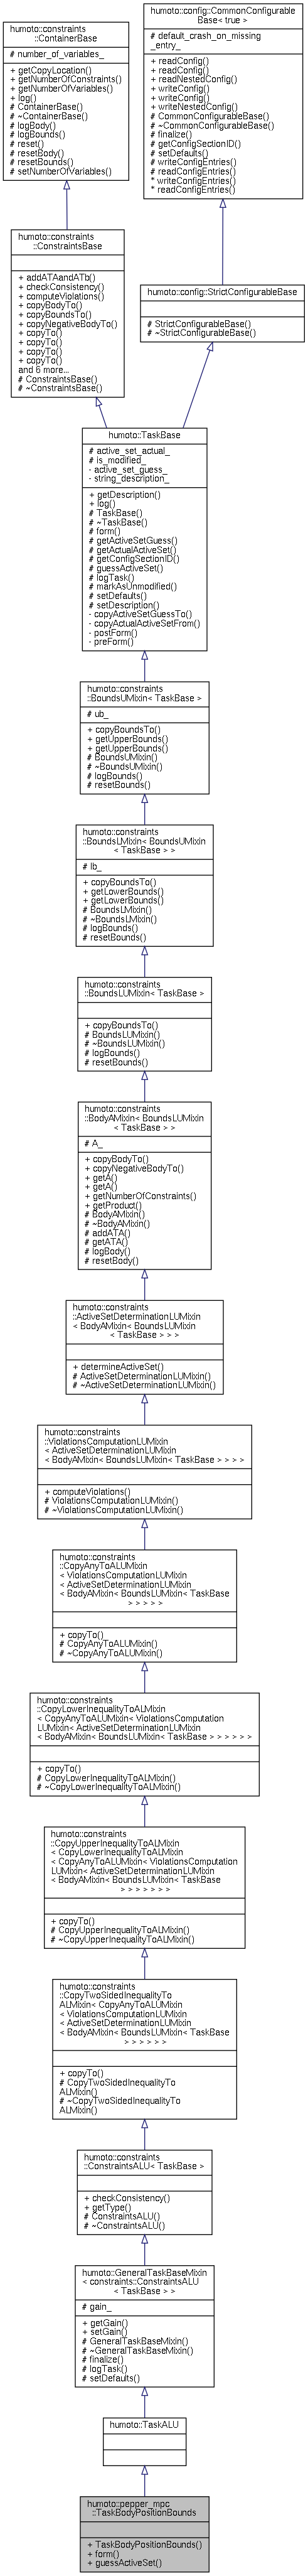 humoto::constraints
::ContainerBase
# number_of_variables_
+ getCopyLocation()
+ getNumberOfConstraints()
+ getNumberOfVariables()
+ log()
# ContainerBase()
# ~ContainerBase()
# logBody()
# logBounds()
# reset()
# resetBody()
# resetBounds()
# setNumberOfVariables()
humoto::config::CommonConfigurable
Base< true >
# default_crash_on_missing
_entry_
+ readConfig()
+ readConfig()
+ readNestedConfig()
+ writeConfig()
+ writeConfig()
+ writeNestedConfig()
# CommonConfigurableBase()
# ~CommonConfigurableBase()
# finalize()
# getConfigSectionID()
# setDefaults()
# writeConfigEntries()
# readConfigEntries()
* writeConfigEntries()
* readConfigEntries()
humoto::constraints
::ConstraintsBase
+ addATAandATb()
+ checkConsistency()
+ computeViolations()
+ copyBodyTo()
+ copyBoundsTo()
+ copyNegativeBodyTo()
+ copyTo()
+ copyTo()
+ copyTo()
+ copyTo()
and 6 more...
# ConstraintsBase()
# ~ConstraintsBase()
humoto::config::StrictConfigurableBase
# StrictConfigurableBase()
# ~StrictConfigurableBase()
humoto::TaskBase
# active_set_actual_
# is_modified_
- active_set_guess_
- string_description_
+ getDescription()
+ log()
# TaskBase()
# ~TaskBase()
# form()
# getActiveSetGuess()
# getActualActiveSet()
# getConfigSectionID()
# guessActiveSet()
# logTask()
# markAsUnmodified()
# setDefaults()
# setDescription()
- copyActiveSetGuessTo()
- copyActualActiveSetFrom()
- postForm()
- preForm()
humoto::constraints
::BoundsUMixin< TaskBase >
# ub_
+ copyBoundsTo()
+ getUpperBounds()
+ getUpperBounds()
# BoundsUMixin()
# ~BoundsUMixin()
# logBounds()
# resetBounds()
humoto::constraints
::BoundsLMixin< BoundsUMixin
< TaskBase > >
# lb_
+ copyBoundsTo()
+ getLowerBounds()
+ getLowerBounds()
# BoundsLMixin()
# ~BoundsLMixin()
# logBounds()
# resetBounds()
humoto::constraints
::BoundsLUMixin< TaskBase >
+ copyBoundsTo()
# BoundsLUMixin()
# ~BoundsLUMixin()
# logBounds()
# resetBounds()
humoto::constraints
::BodyAMixin< BoundsLUMixin
< TaskBase > >
# A_
+ copyBodyTo()
+ copyNegativeBodyTo()
+ getA()
+ getA()
+ getNumberOfConstraints()
+ getProduct()
# BodyAMixin()
# ~BodyAMixin()
# addATA()
# getATA()
# logBody()
# resetBody()
humoto::constraints
::ActiveSetDeterminationLUMixin
< BodyAMixin< BoundsLUMixin
< TaskBase > > >
+ determineActiveSet()
# ActiveSetDeterminationLUMixin()
# ~ActiveSetDeterminationLUMixin()
humoto::constraints
::ViolationsComputationLUMixin
< ActiveSetDeterminationLUMixin
< BodyAMixin< BoundsLUMixin< TaskBase > > > >
+ computeViolations()
# ViolationsComputationLUMixin()
# ~ViolationsComputationLUMixin()
humoto::constraints
::CopyAnyToALUMixin
< ViolationsComputationLUMixin
< ActiveSetDeterminationLUMixin
< BodyAMixin< BoundsLUMixin< TaskBase
> > > > >
+ copyTo()
# CopyAnyToALUMixin()
# ~CopyAnyToALUMixin()
humoto::constraints
::CopyLowerInequalityToALMixin
< CopyAnyToALUMixin< ViolationsComputation
LUMixin< ActiveSetDeterminationLUMixin
< BodyAMixin< BoundsLUMixin< TaskBase > > > > > >
+ copyTo()
# CopyLowerInequalityToALMixin()
# ~CopyLowerInequalityToALMixin()
humoto::constraints
::CopyUpperInequalityToALMixin
< CopyLowerInequalityToALMixin
< CopyAnyToALUMixin< ViolationsComputation
LUMixin< ActiveSetDeterminationLUMixin
< BodyAMixin< BoundsLUMixin< TaskBase
> > > > > > >
+ copyTo()
# CopyUpperInequalityToALMixin()
# ~CopyUpperInequalityToALMixin()
humoto::constraints
::CopyTwoSidedInequalityTo
ALMixin< CopyAnyToALUMixin
< ViolationsComputationLUMixin
< ActiveSetDeterminationLUMixin
< BodyAMixin< BoundsLUMixin< TaskBase
> > > > > >
+ copyTo()
# CopyTwoSidedInequalityTo
ALMixin()
# ~CopyTwoSidedInequalityTo
ALMixin()
humoto::constraints
::ConstraintsALU< TaskBase >
+ checkConsistency()
+ getType()
# ConstraintsALU()
# ~ConstraintsALU()
humoto::GeneralTaskBaseMixin
< constraints::ConstraintsALU
< TaskBase > >
# gain_
+ getGain()
+ setGain()
# GeneralTaskBaseMixin()
# ~GeneralTaskBaseMixin()
# finalize()
# logTask()
# setDefaults()
humoto::TaskALU
humoto::pepper_mpc
::TaskBodyPositionBounds
+ TaskBodyPositionBounds()
+ form()
+ guessActiveSet()